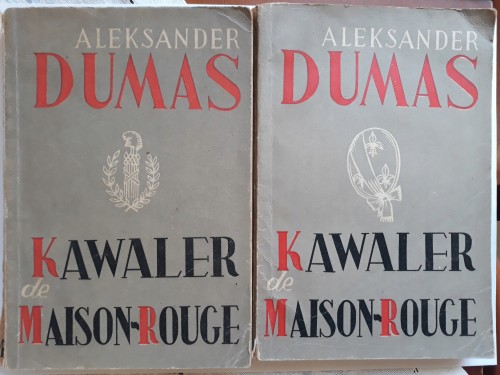 ALEKSANDER
DUMAS
KAWALER
de
MAISON-ROUGE
ALEKSANDER
DUMAS
KAWALER
de
MAISON-ROUGE